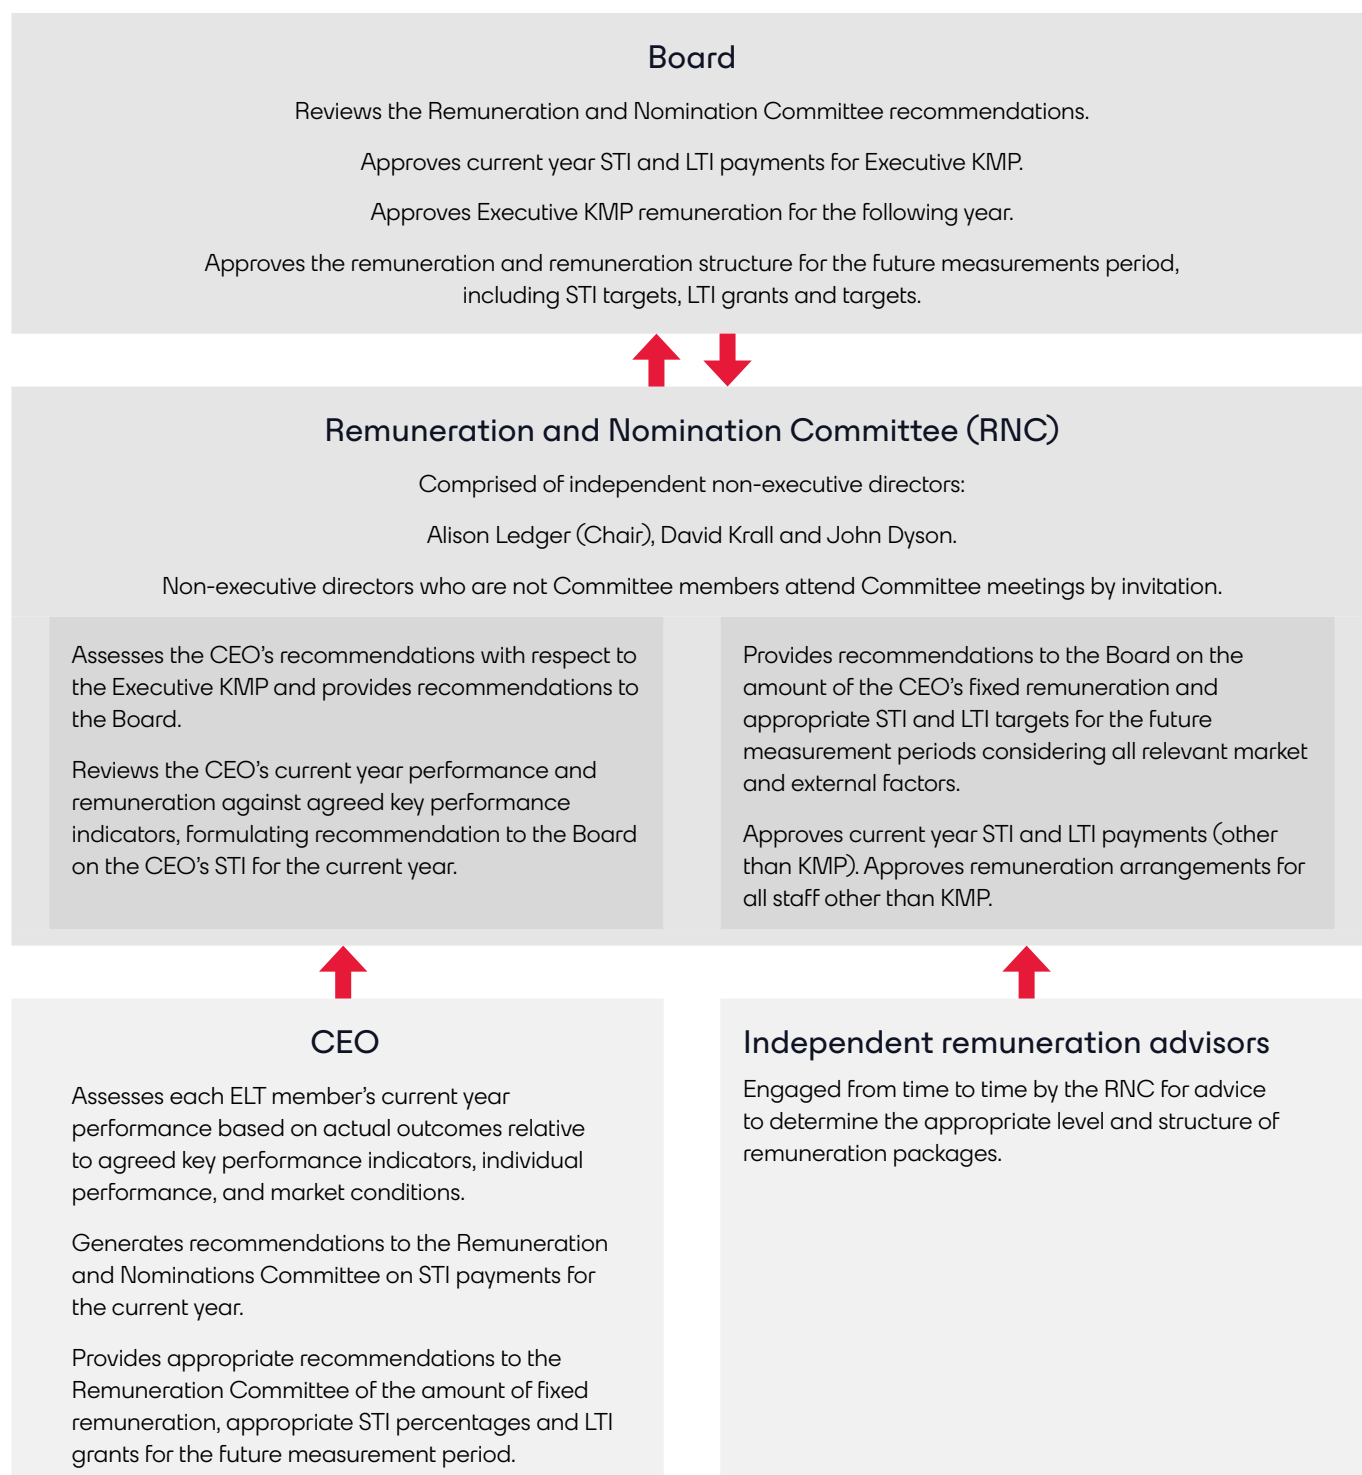 Board
Reviews the Remuneration and Nomination Committee recommendations.
Approves current year STI and LTI payments for Executive KMP.
Approves Executive KMP remuneration for the following year.
Approves the remuneration and remuneration structure for the future measurements period,
including STI targets, LTI grants and targets.
Remuneration and Nomination Committee (RNC)
Comprised of independent non-executive directors:
Alison Ledger (Chair), David Krall and John Dyson.
Non-executive directors who are not Committee members attend Committee meetings by invitation.
Assesses the CEO's recommendations with respect to
the Executive KMP and provides recommendations to
the Board.
Reviews the CEO's current year performance and
remuneration against agreed key performance
indicators, formulating recommendation to the Board
on the CEO's STI for the current year.
Provides recommendations to the Board on the
amount of the CEO's fixed remuneration and
appropriate STI and LTI targets for the future
measurement periods considering all relevant market
and external factors.
Approves current year STI and LTI payments (other
than KMP). Approves remuneration arrangements for
all staff other than KMP.
CEO
Assesses each ELT member's current year
performance based on actual outcomes relative
to agreed key performance indicators, individual
performance, and market conditions.
Generates recommendations to the Remuneration
and Nominations Committee on STI payments for
the current year.
Provides appropriate recommendations to the
Remuneration Committee of the amount of fixed
remuneration, appropriate STI percentages and LTI
grants for the future measurement period.
Independent remuneration advisors
Engaged from time to time by the RNC for advice
to determine the appropriate level and structure of
remuneration packages.